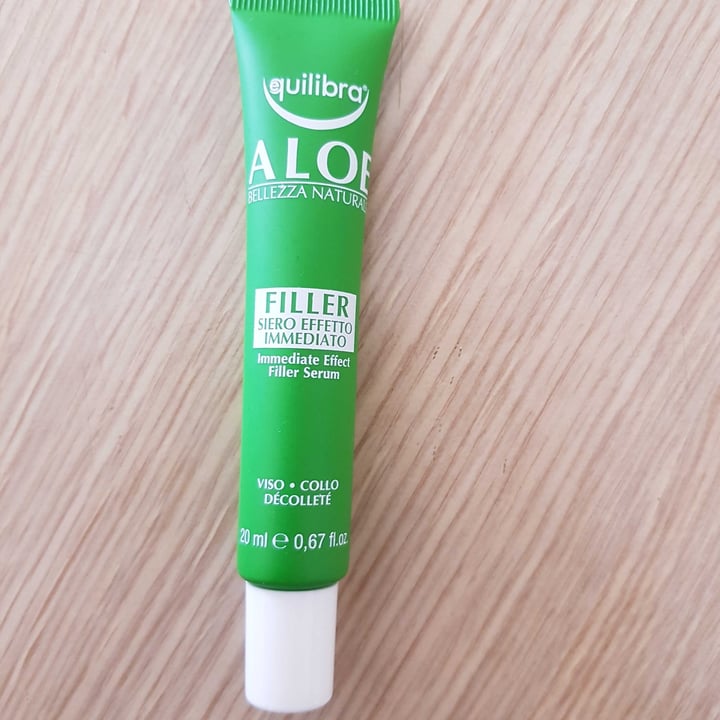 equilibra®
ALOE
BELLEZZA NATURALE
FILLER
SIERO EFFETTO
IMMEDIATO
Immediate Effect
Filler Serum
VISO • COLLO
DÉCOLLETÉ
20 ml ℮ 0,67 fl.oz.